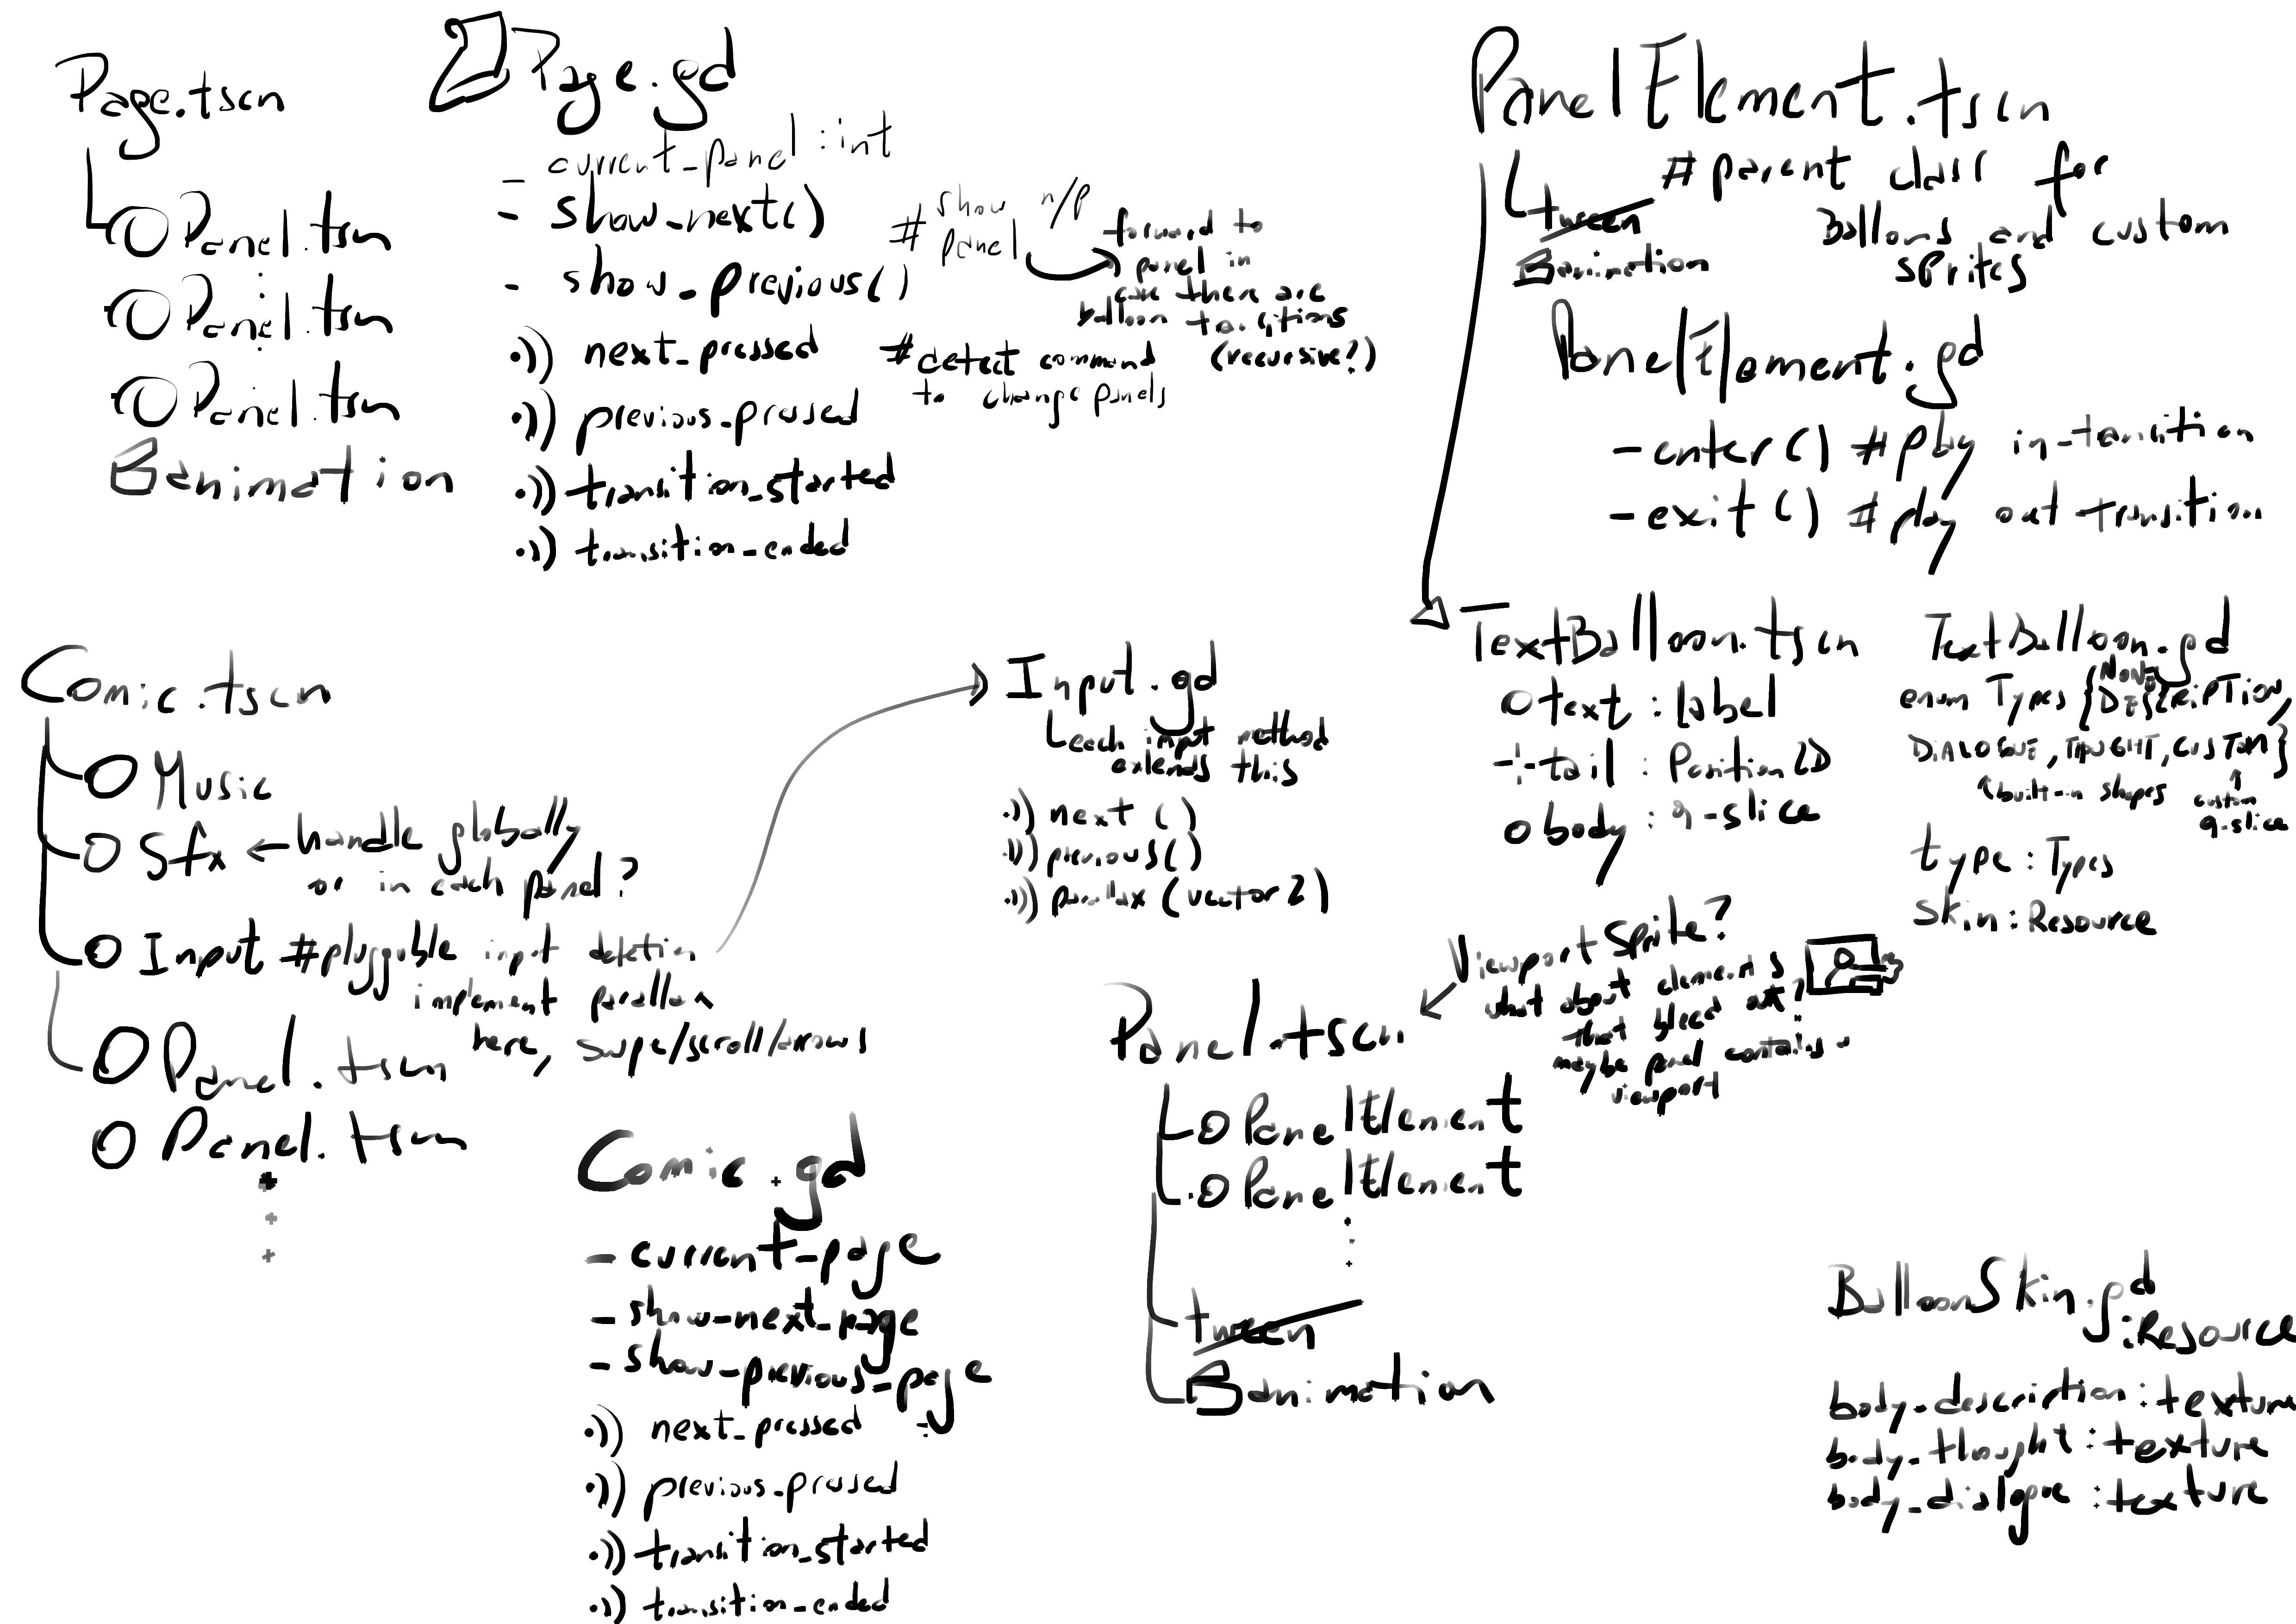 Page.tscn
Panel.tscn
Panel.tscn
Panel.tscn
animation
Page.gd
- current_panel : int
- show_next()
- show_previous()
# show n/p
panel
forward to
panel in
case there are
balloon transitions
(recursive?)
next_pressed
previous_pressed
# detect command
to change panels
transition_started
transition_ended
PanelElement.tscn
# parent class for
Balloons and custom
sprites
tween
animation
PanelElement.gd
- enter() # play in-transition
- exit() # play out transition
TextBalloon.tscn
text : label
tail : Position2D
body : 9-slice
TextBalloon.gd
enum Types {NONE, DESCRIPTION,
DIALOGUE, THOUGHT, CUSTOM}
built-in shapes
custom
9-slice
type : Types
skin : Resource
Comic.tscn
Music
Sfx ← handle globally
or in each panel?
Input # pluggable input detection
implement parallax
here, swipe/scroll/arrows
Panel.tscn
Panel.tscn
Input.gd
each input method
extends this
next ()
previous()
parallax (vector2)
Comic.gd
- current_page
- show_next_page
- show_previous_page
next_pressed
previous_pressed
transition_started
transition_ended
Viewport Sprite?
what about elements
that bleed out?
maybe panel contains
viewport
Panel.tscn
PanelElement
PanelElement
tween
animation
BalloonSkin.gd
:Resource
body_description : texture
body_thought : texture
body_dialogue : texture